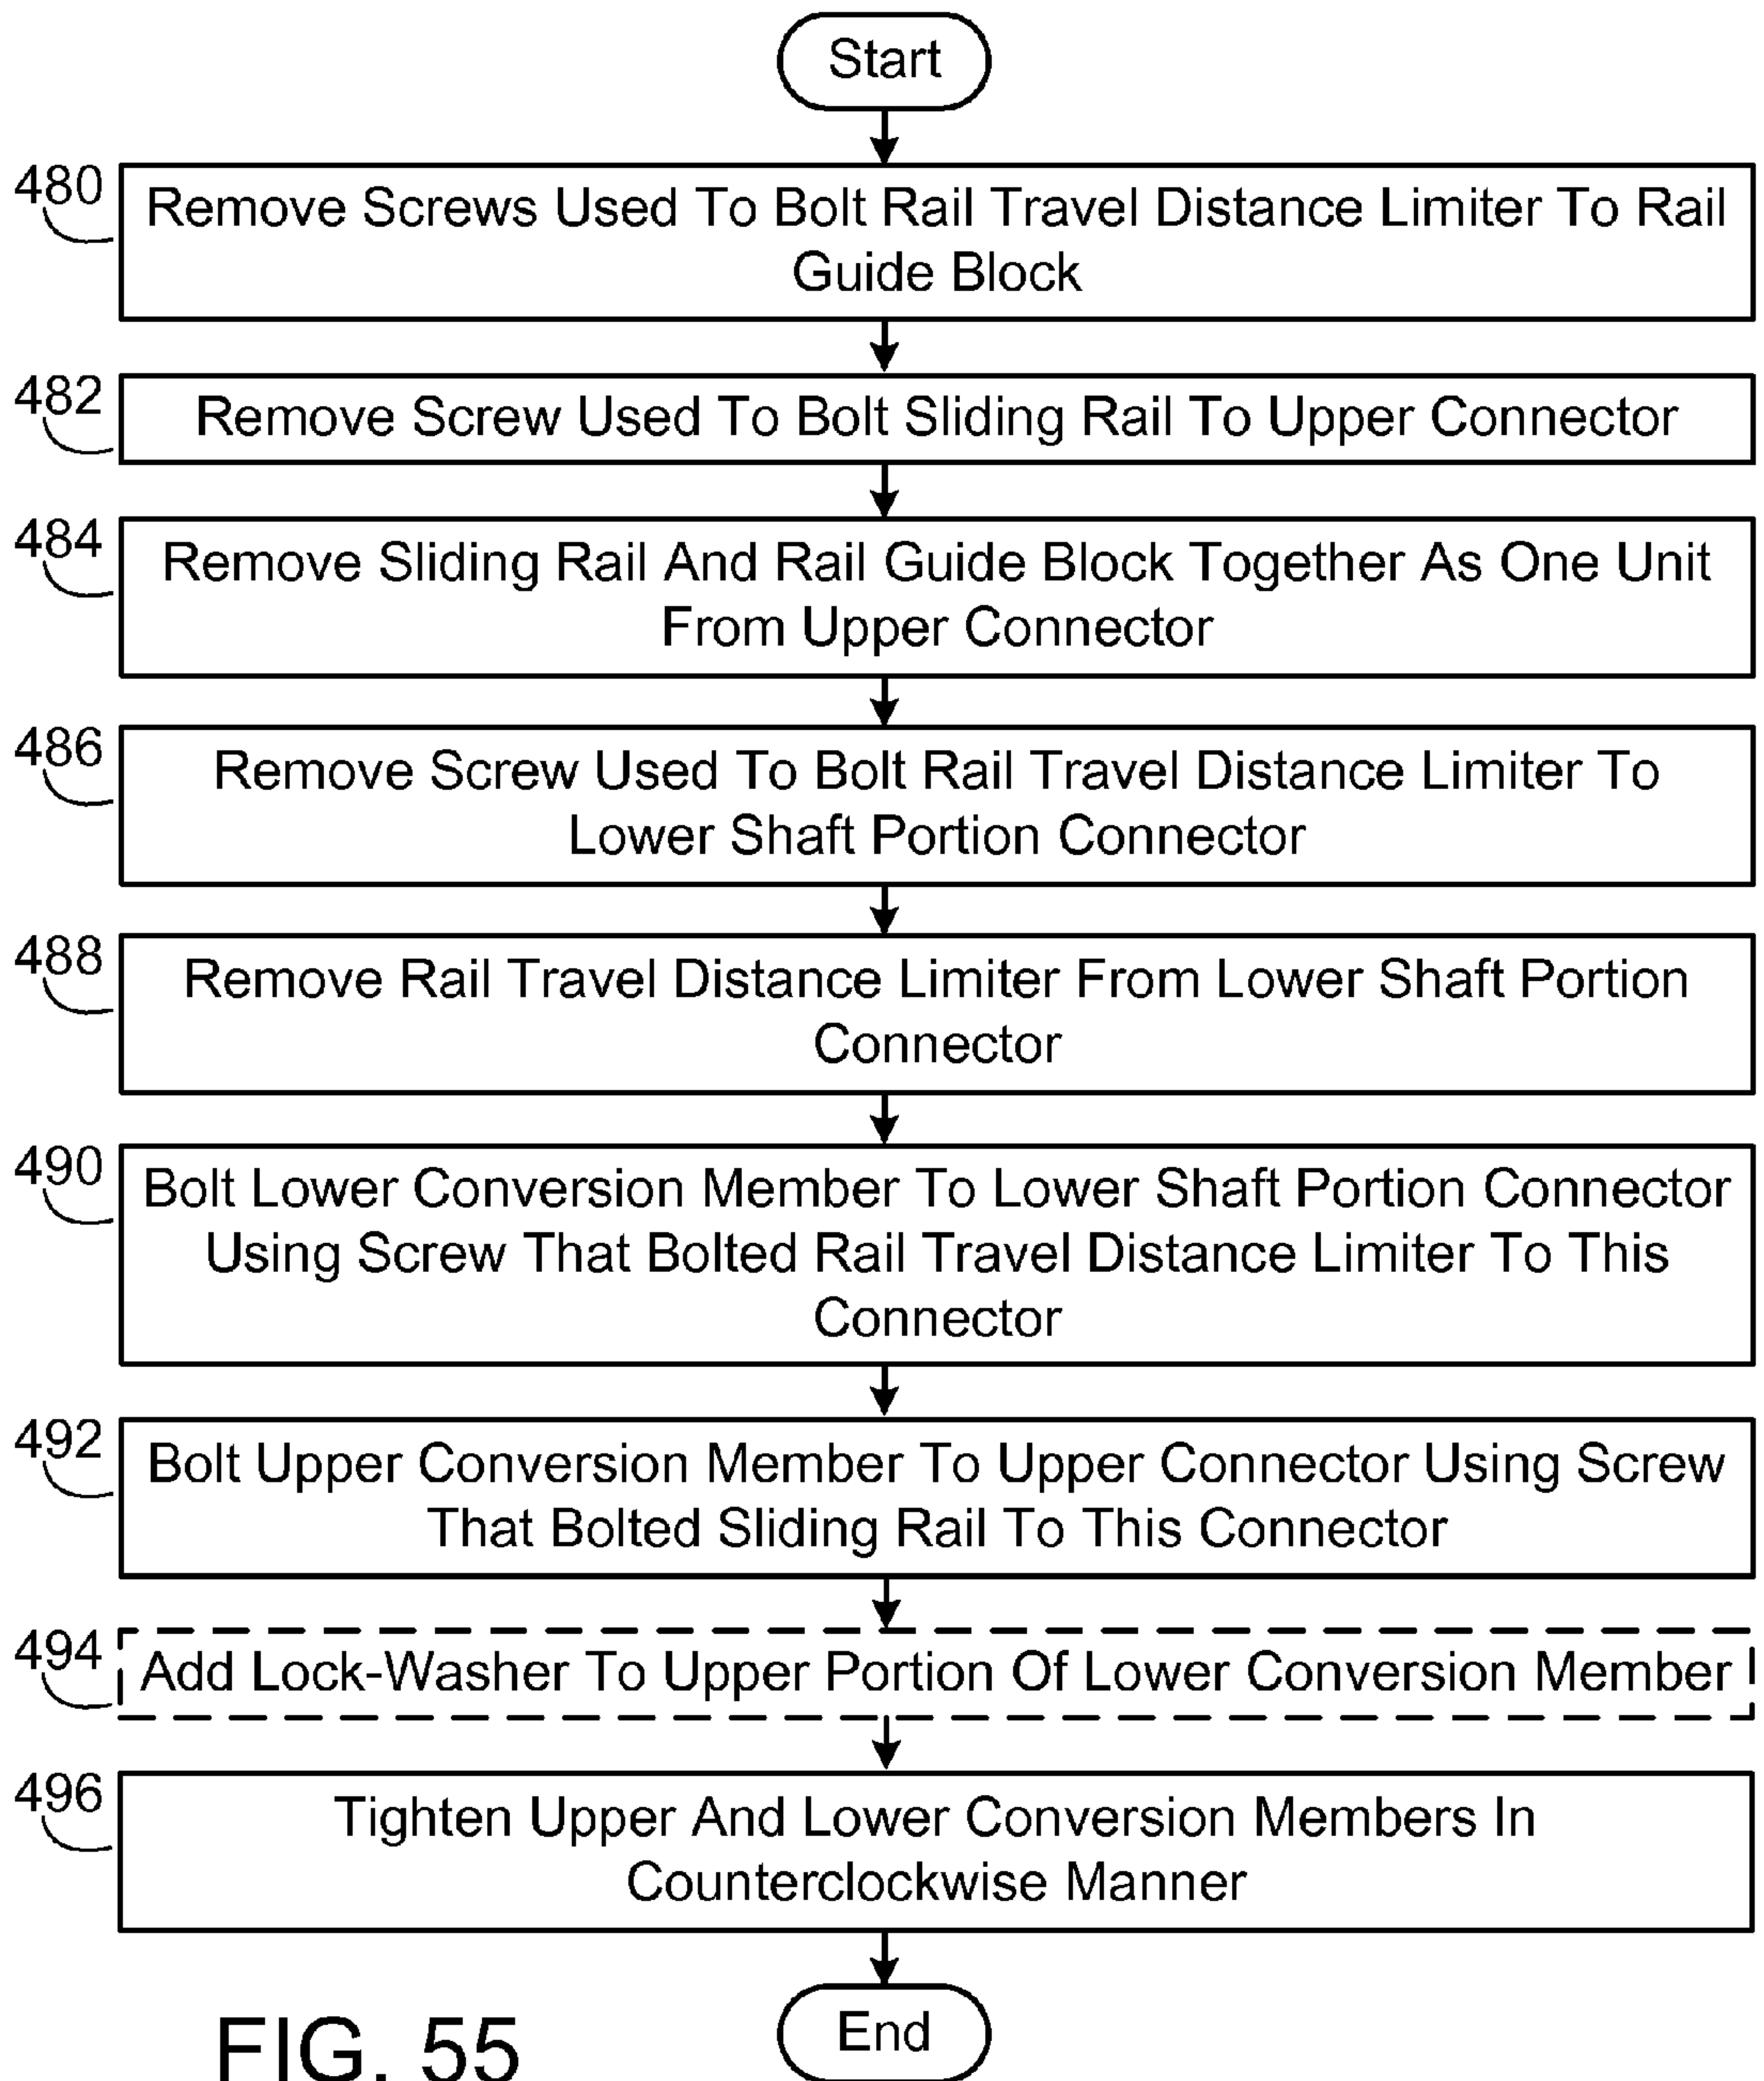 Start
480
Remove Screws Used To Bolt Rail Travel Distance Limiter To Rail
Guide Block
482
Remove Screw Used To Bolt Sliding Rail To Upper Connector
484
Remove Sliding Rail And Rail Guide Block Together As One Unit
From Upper Connector
486
Remove Screw Used To Bolt Rail Travel Distance Limiter To
Lower Shaft Portion Connector
488
Remove Rail Travel Distance Limiter From Lower Shaft Portion
Connector
490
Bolt Lower Conversion Member To Lower Shaft Portion Connector
Using Screw That Bolted Rail Travel Distance Limiter To This
Connector
492
Bolt Upper Conversion Member To Upper Connector Using Screw
That Bolted Sliding Rail To This Connector
494
Add Lock-Washer To Upper Portion Of Lower Conversion Member
496
Tighten Upper And Lower Conversion Members In
Counterclockwise Manner
End
FIG. 55